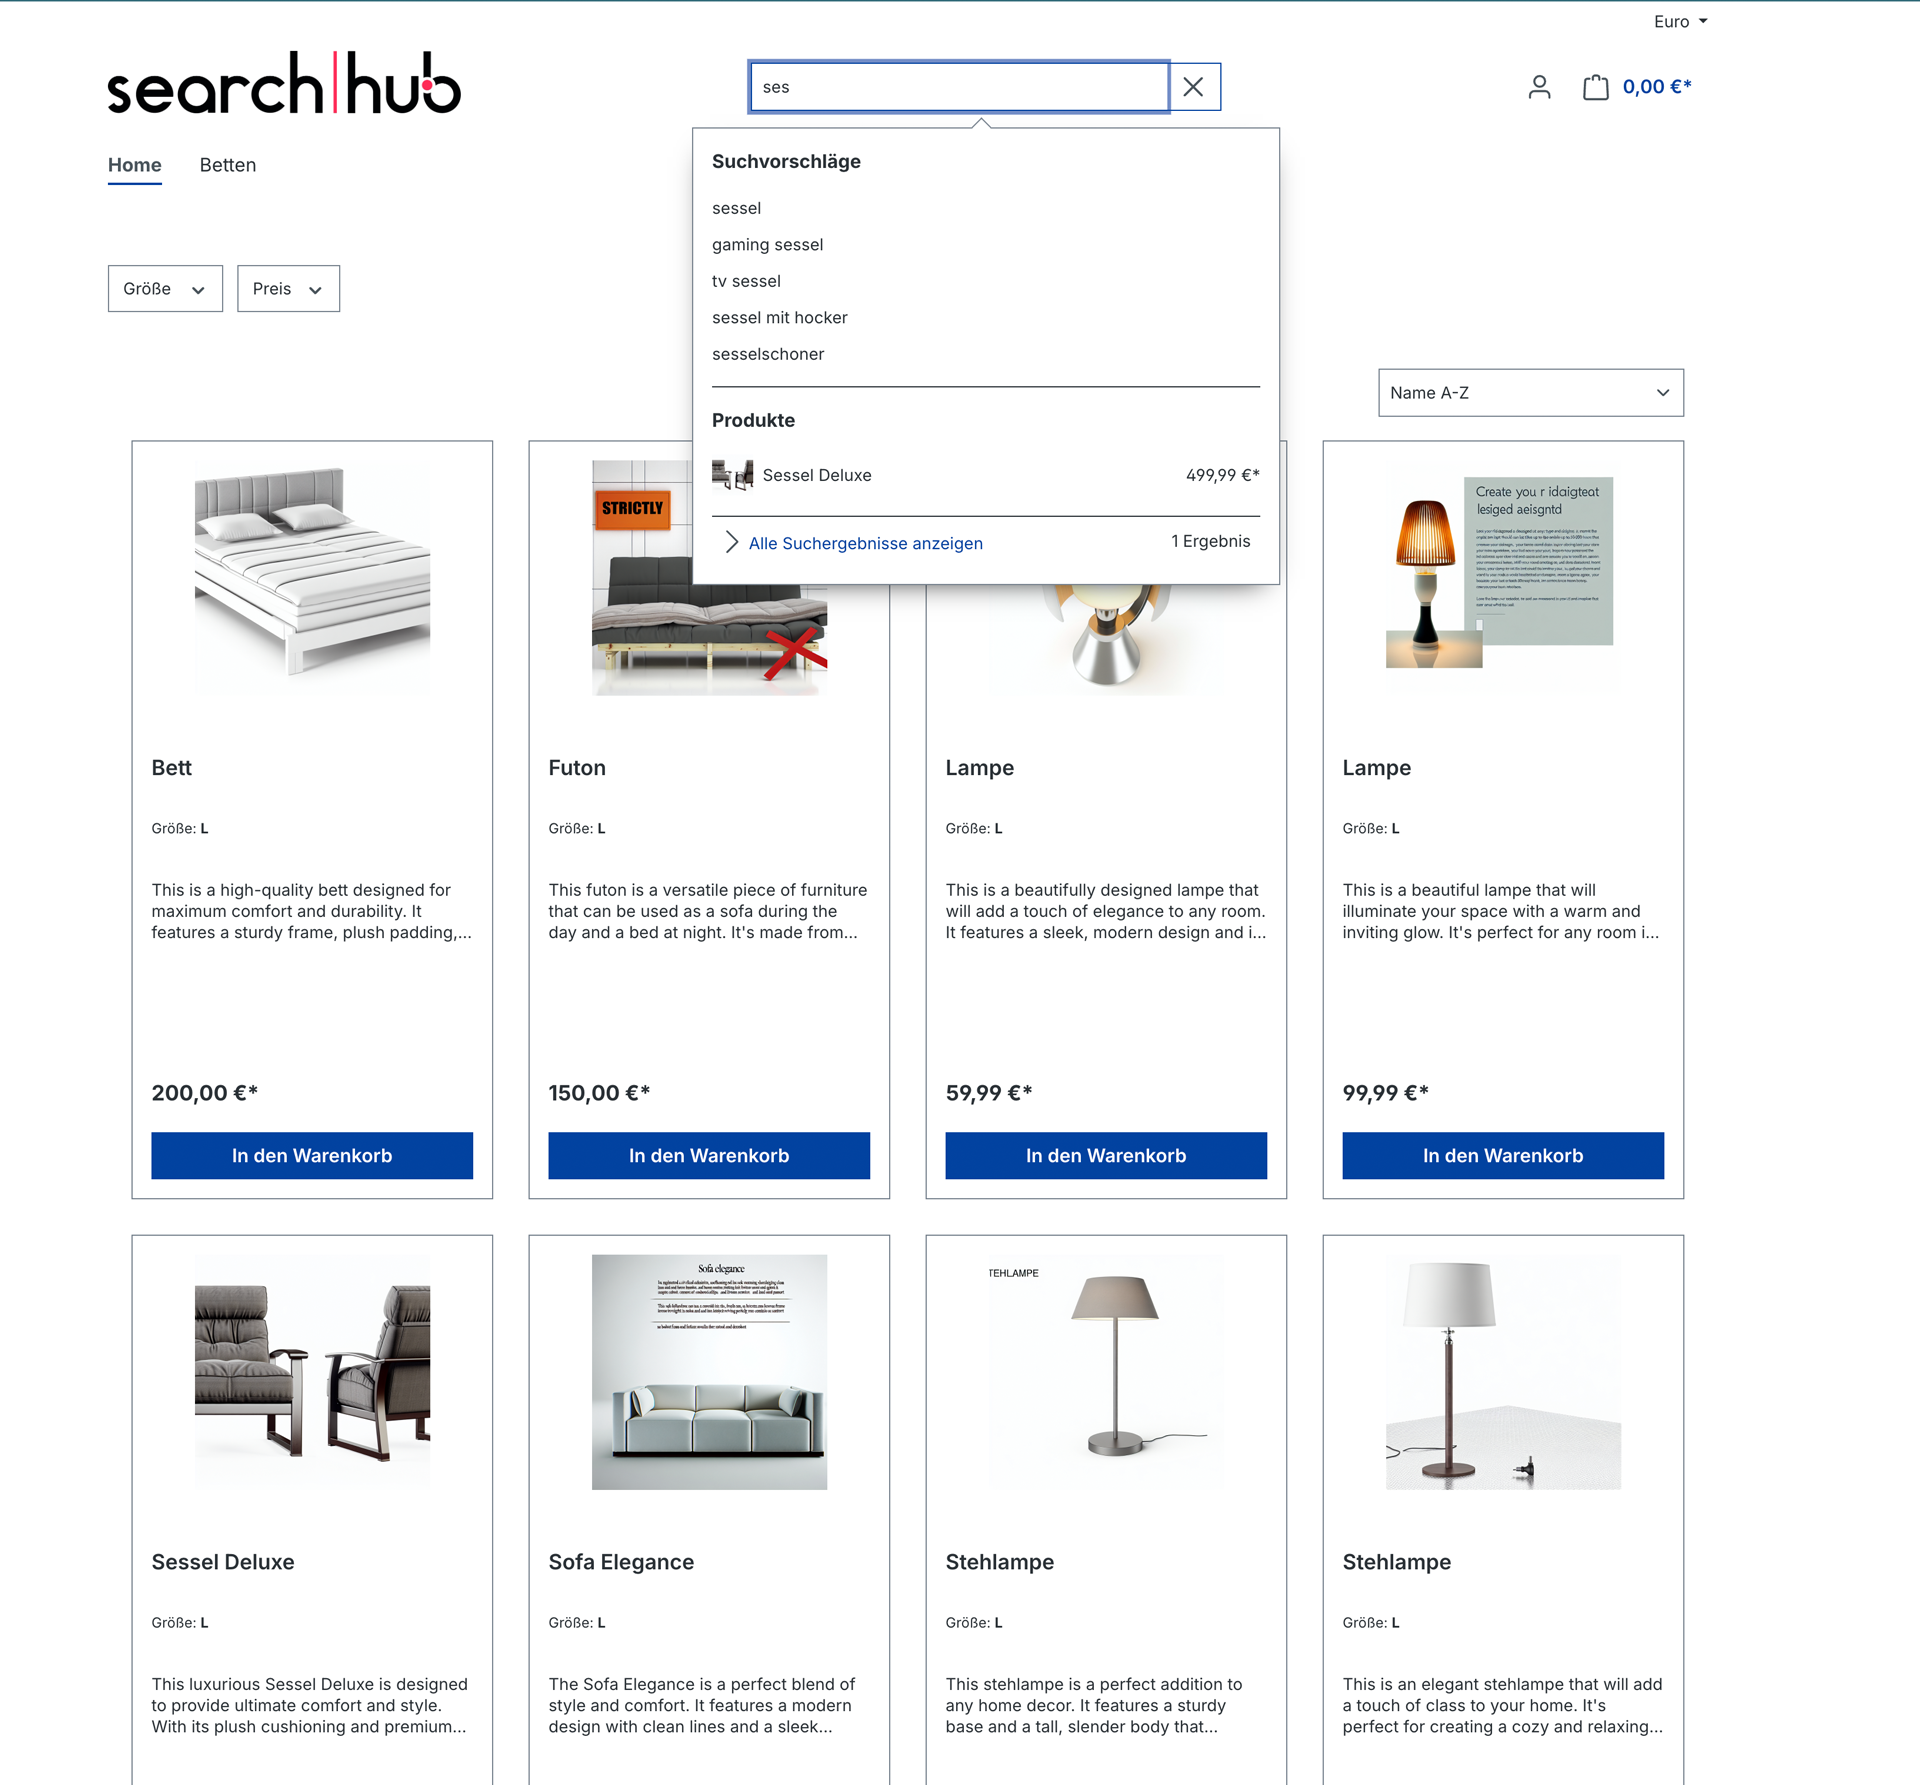 Euro
search|hub
ses
0,00 €*
Home
Betten
Suchvorschläge
sessel
gaming sessel
tv sessel
sessel mit hocker
sesselschoner
Größe
Preis
Name A-Z
Produkte
Sessel Deluxe
499,99 €*
Alle Suchergebnisse anzeigen
1 Ergebnis
STRICTLY
Create you r idaigteat
lesiged aeisgntd
Bett
Größe: L
This is a high-quality bett designed for
maximum comfort and durability. It
features a sturdy frame, plush padding,...
200,00 €*
In den Warenkorb
Futon
Größe: L
This futon is a versatile piece of furniture
that can be used as a sofa during the
day and a bed at night. It's made from...
150,00 €*
In den Warenkorb
Lampe
Größe: L
This is a beautifully designed lampe that
will add a touch of elegance to any room.
It features a sleek, modern design and i...
59,99 €*
In den Warenkorb
Lampe
Größe: L
This is a beautiful lampe that will
illuminate your space with a warm and
inviting glow. It's perfect for any room i...
99,99 €*
In den Warenkorb
Sessel Deluxe
Größe: L
This luxurious Sessel Deluxe is designed
to provide ultimate comfort and style.
With its plush cushioning and premium...
Sofa elegance
Sofa Elegance
Größe: L
The Sofa Elegance is a perfect blend of
style and comfort. It features a modern
design with clean lines and a sleek...
TEHLAMPE
Stehlampe
Größe: L
This stehlampe is a perfect addition to
any home decor. It features a sturdy
base and a tall, slender body that...
Stehlampe
Größe: L
This is an elegant stehlampe that will add
a touch of class to your home. It's
perfect for creating a cozy and relaxing...